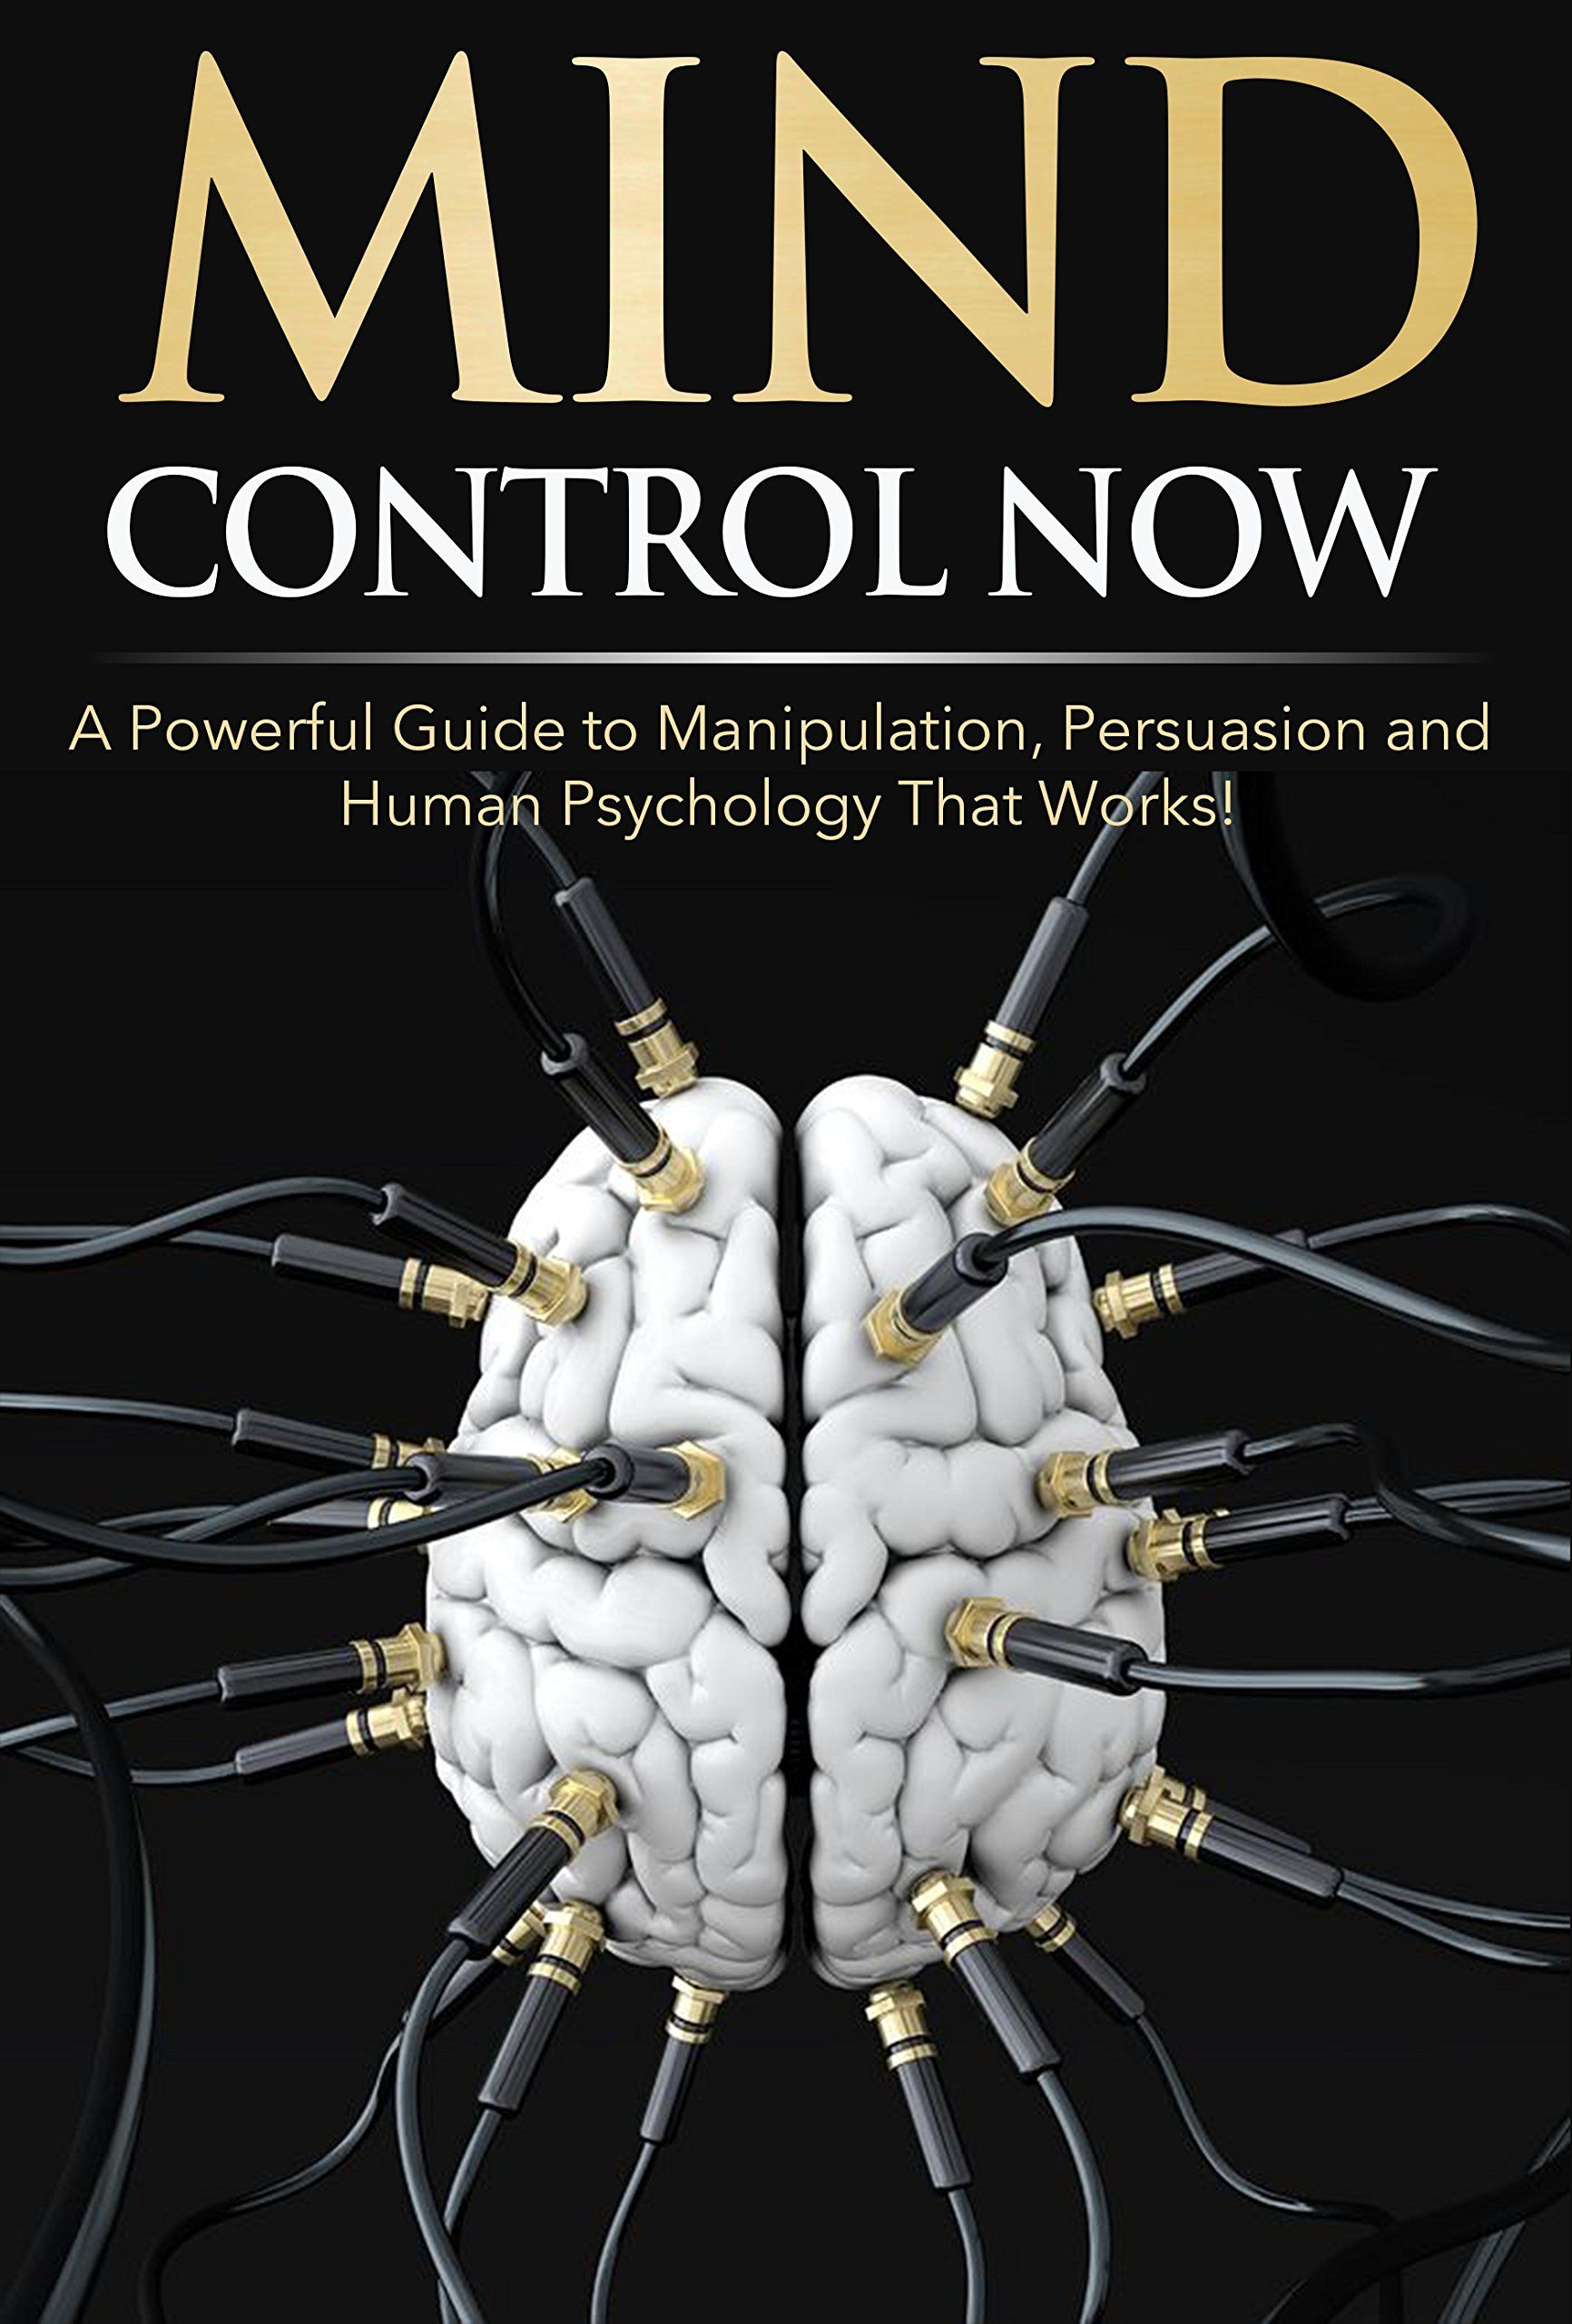 MIND
CONTROL NOW
A Powerful Guide to Manipulation, Persuasion and
Human Psychology That Works!